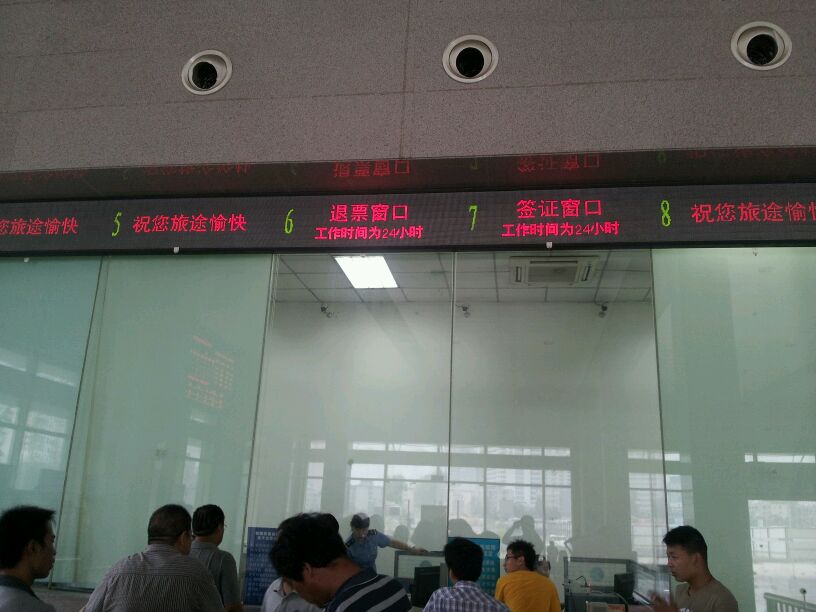 您旅途愉快
5 祝您旅途愉快
6 退票窗口
工作时间为24小时
7 签证窗口
工作时间为24小时
8 祝您旅途愉快